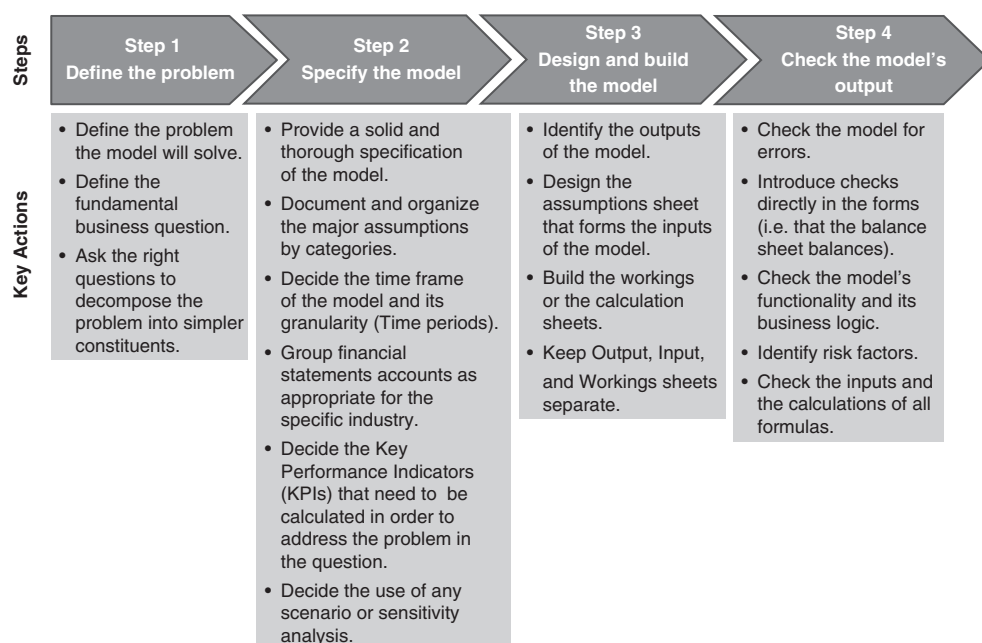 Steps
Step 1
Define the problem
Step 2
Specify the model
Step 3
Design and build
the model
Step 4
Check the model's
output
Key Actions
• Define the problem
the model will solve.
• Define the
fundamental
business question.
• Ask the right
questions to
decompose the
problem into simpler
constituents.
• Provide a solid and
thorough specification
of the model.
• Document and organize
the major assumptions
by categories.
• Decide the time frame
of the model and its
granularity (Time periods).
• Group financial
statements accounts as
appropriate for the
specific industry.
• Decide the Key
Performance Indicators
(KPIs) that need to be
calculated in order to
address the problem in
the question.
• Decide the use of any
scenario or sensitivity
analysis.
• Identify the outputs
of the model.
• Design the
assumptions sheet
that forms the inputs
of the model.
• Build the workings
or the calculation
sheets.
• Keep Output, Input,
and Workings sheets
separate.
• Check the model for
errors.
• Introduce checks
directly in the forms
(i.e. that the balance
sheet balances).
• Check the model's
functionality and its
business logic.
• Identify risk factors.
• Check the inputs and
the calculations of all
formulas.